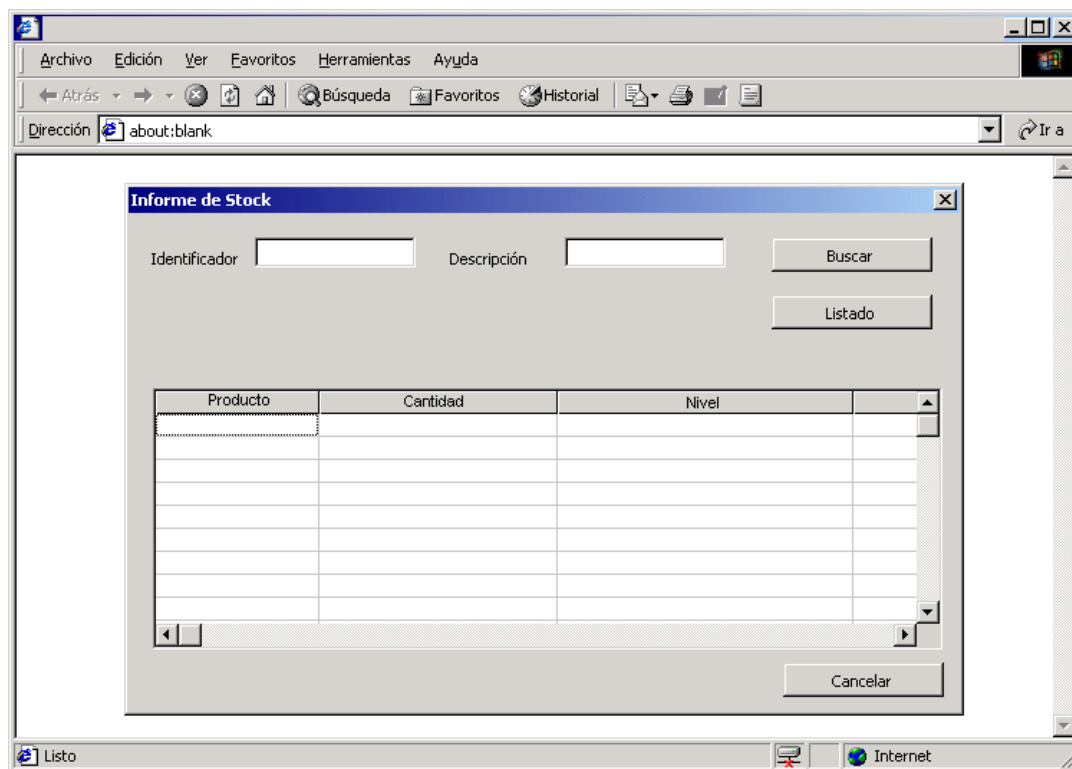 Archivo Edición Ver Favoritos Herramientas Ayuda
Atrás Búsqueda Favoritos Historial
Dirección about:blank Ir a
Informe de Stock
Identificador Descripción Buscar
Listado
Producto Cantidad Nivel
Cancelar
Listo Internet